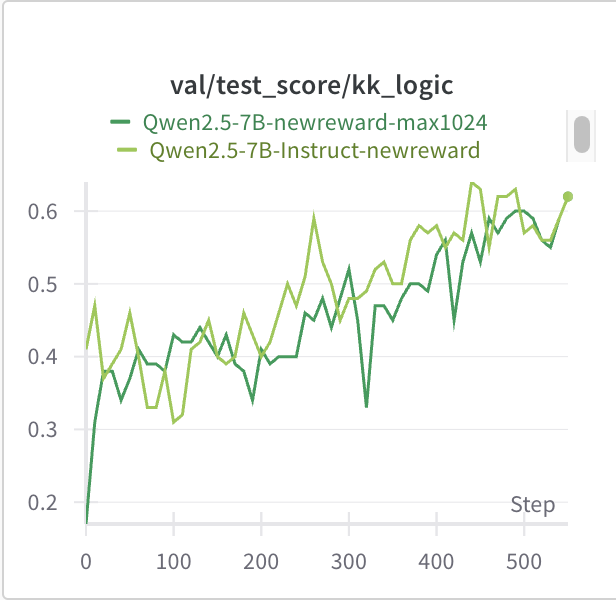 val/test_score/kk_logic
Qwen2.5-7B-newreward-max1024
Qwen2.5-7B-Instruct-newreward
0.6
0.5
0.4
0.3
0.2
Step
0 100 200 300 400 500